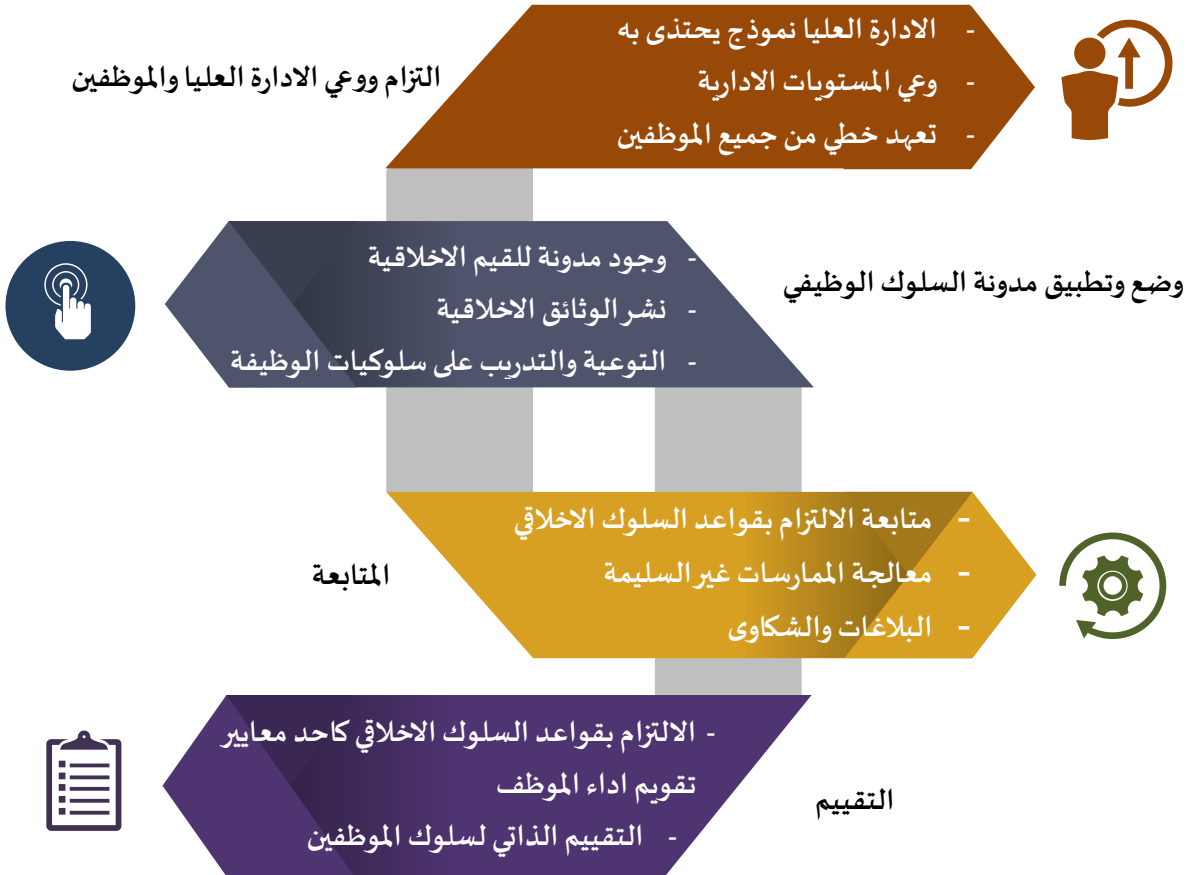 التزام ووعي الادارة العليا والموظفين
- الادارة العليا نموذج يحتذى به
- وعي المستويات الادارية
- تعهد خطي من جميع الموظفين
وضع وتطبيق مدونة السلوك الوظيفي
- وجود مدونة للقيم الاخلاقية
- نشر الوثائق الاخلاقية
- التوعية والتدريب على سلوكيات الوظيفة
المتابعة
- متابعة الالتزام بقواعد السلوك الاخلاقي
- معالجة الممارسات غير السليمة
- البلاغات والشكاوى
التقييم
- الالتزام بقواعد السلوك الاخلاقي كاحد معايير
تقويم اداء الموظف
- التقييم الذاتي لسلوك الموظفين